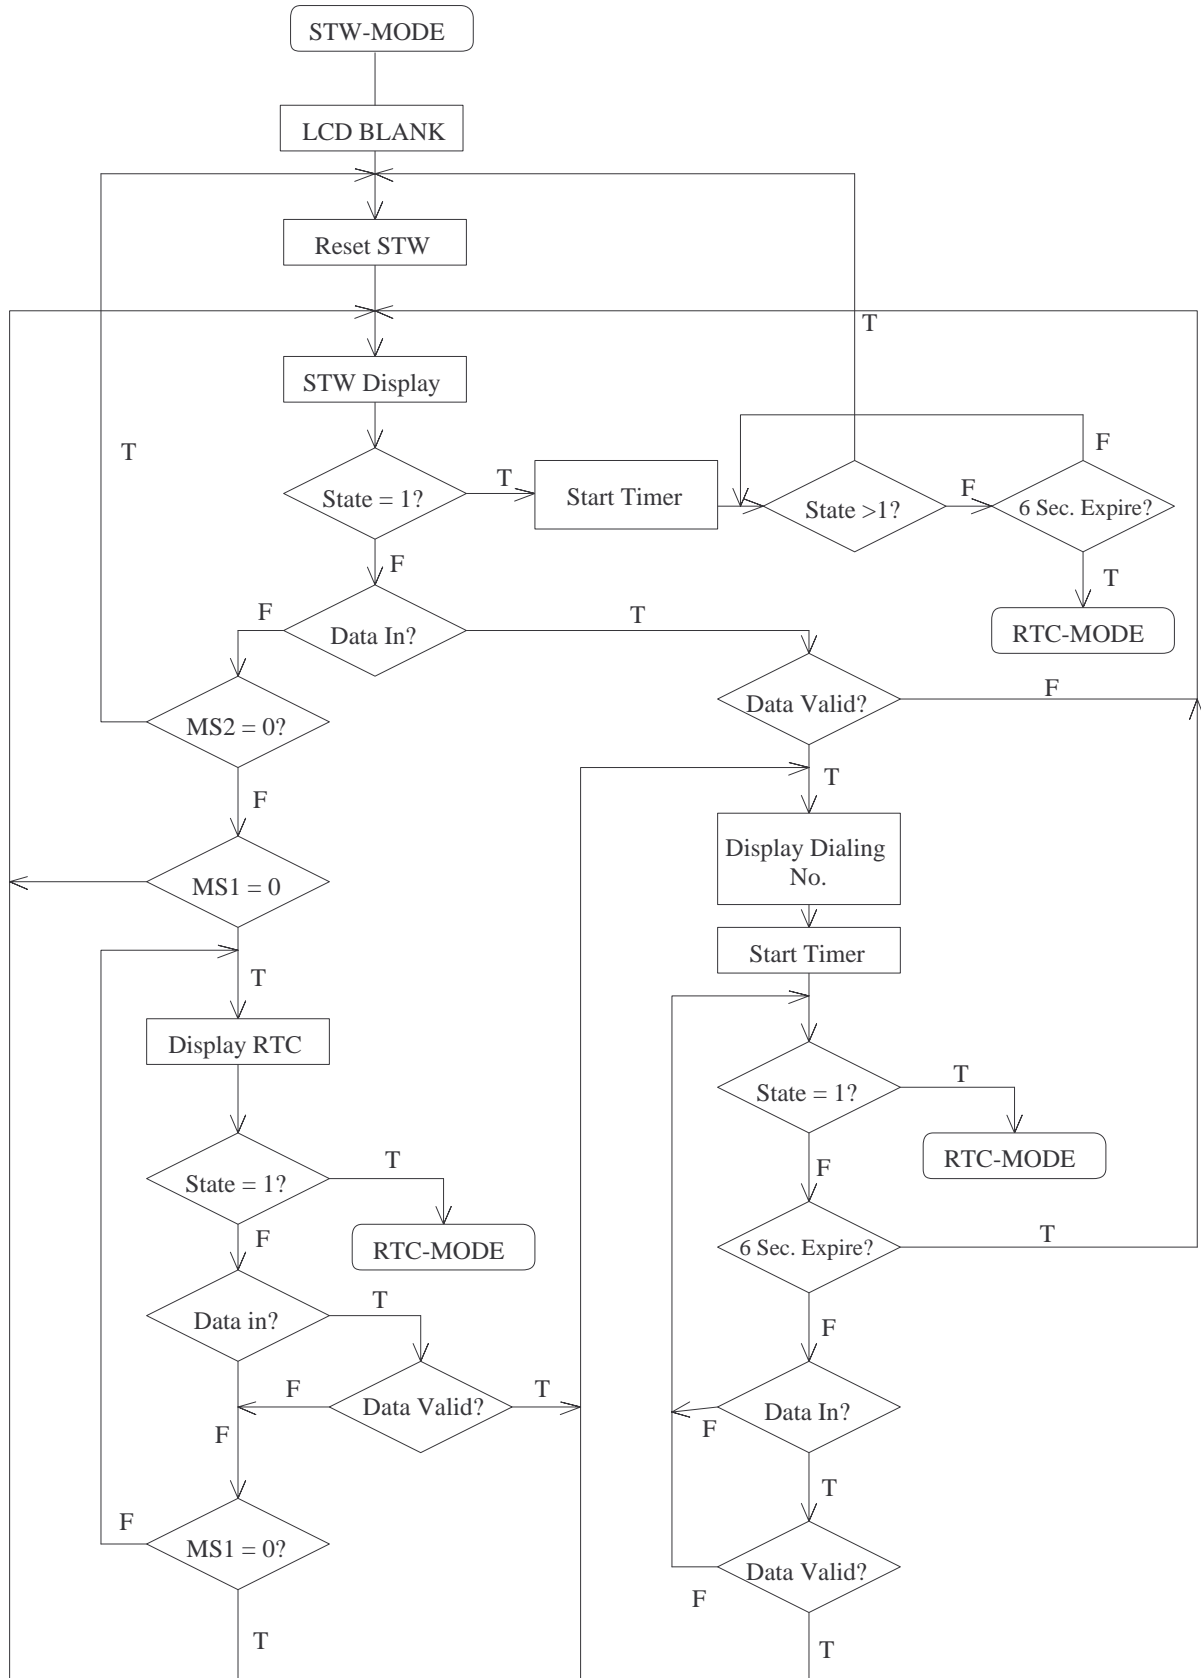 STW-MODE
LCD BLANK
Reset STW
T
STW Display
T
F
State = 1?
T
Start Timer
State >1?
F
6 Sec. Expire?
F
T
F
Data In?
T
RTC-MODE
MS2 = 0?
Data Valid?
F
F
T
MS1 = 0
Display Dialing
No.
T
Start Timer
Display RTC
State = 1?
T
RTC-MODE
State = 1?
T
F
F
RTC-MODE
6 Sec. Expire?
T
Data in?
T
F
F
Data Valid?
T
Data In?
F
F
T
F
MS1 = 0?
Data Valid?
F
T
T